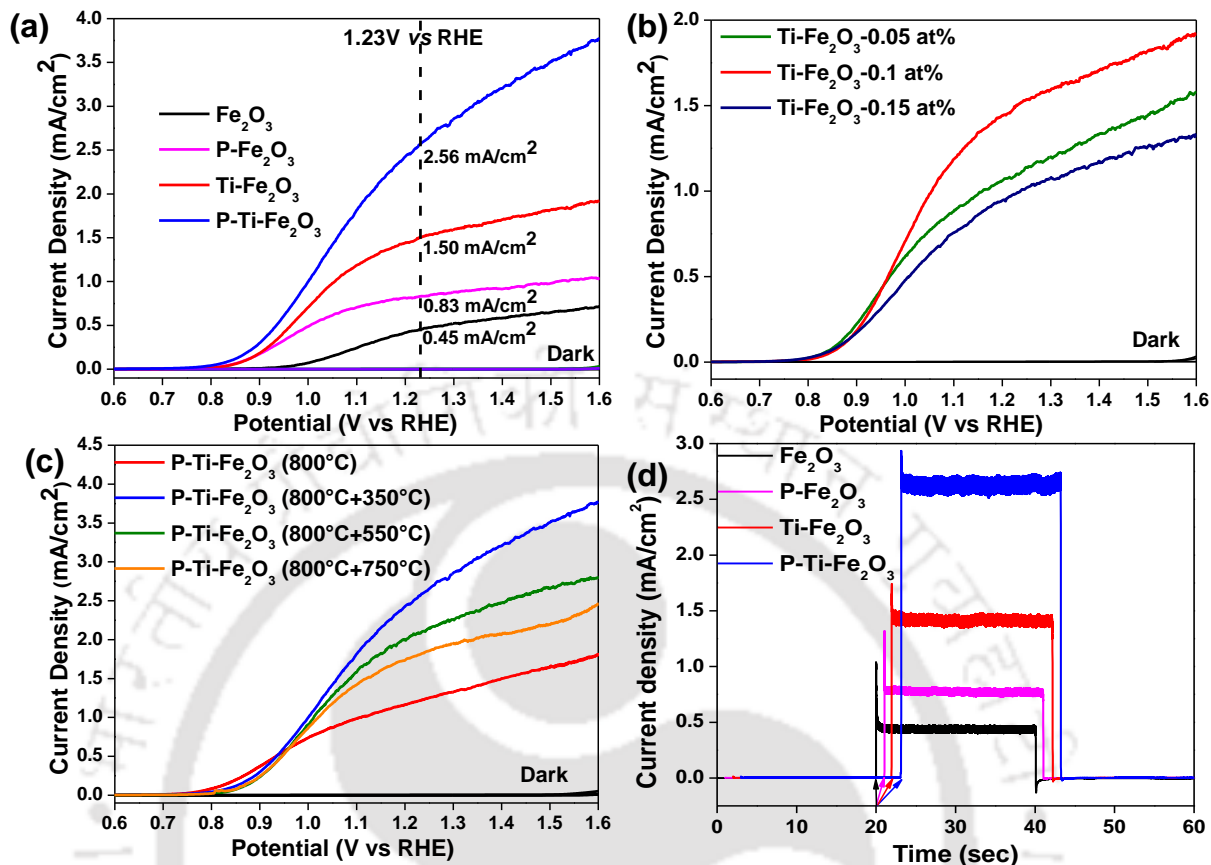 (a)
4.0
3.5
3.0
2.5
2.0
1.5
1.0
0.5
0.0
Current Density (mA/cm²)
1.23V vs RHE
Fe₂O₃
P-Fe₂O₃
Ti-Fe₂O₃
P-Ti-Fe₂O₃
2.56 mA/cm²
1.50 mA/cm²
0.83 mA/cm²
0.45 mA/cm²
Dark
0.6 0.7 0.8 0.9 1.0 1.1 1.2 1.3 1.4 1.5 1.6
Potential (V vs RHE)
(b)
2.0
1.5
1.0
0.5
0.0
Current Density (mA/cm²)
Ti-Fe₂O₃-0.05 at%
Ti-Fe₂O₃-0.1 at%
Ti-Fe₂O₃-0.15 at%
Dark
0.6 0.7 0.8 0.9 1.0 1.1 1.2 1.3 1.4 1.5 1.6
Potential (V vs RHE)
(c)
4.5
4.0
3.5
3.0
2.5
2.0
1.5
1.0
0.5
0.0
Current Density (mA/cm²)
P-Ti-Fe₂O₃ (800°C)
P-Ti-Fe₂O₃ (800°C+350°C)
P-Ti-Fe₂O₃ (800°C+550°C)
P-Ti-Fe₂O₃ (800°C+750°C)
Dark
0.6 0.7 0.8 0.9 1.0 1.1 1.2 1.3 1.4 1.5 1.6
Potential (V vs RHE)
(d)
3.0
2.5
2.0
1.5
1.0
0.5
0.0
Current density (mA/cm²)
Fe₂O₃
P-Fe₂O₃
Ti-Fe₂O₃
P-Ti-Fe₂O₃
0 10 20 30 40 50 60
Time (sec)